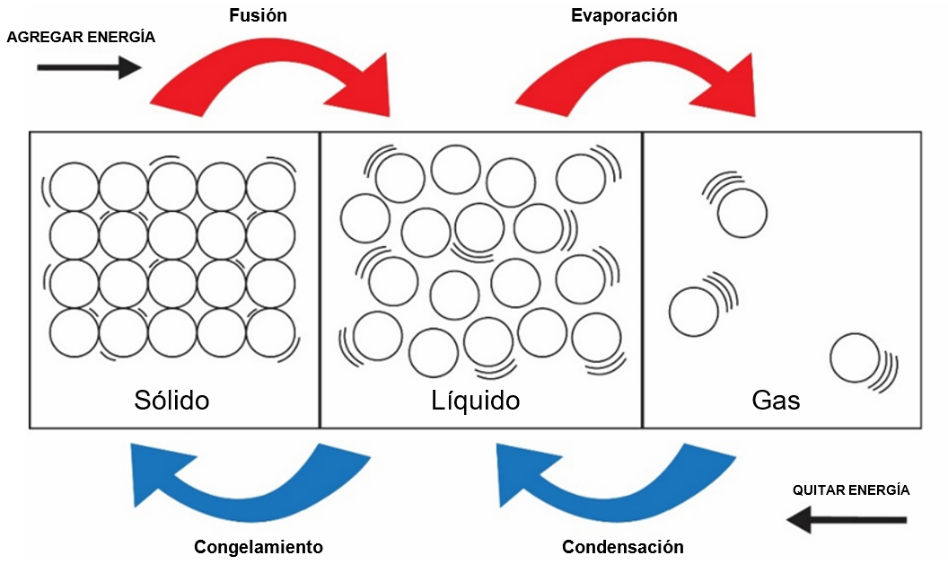 Fusión
Evaporación
AGREGAR ENERGÍA
Sólido
Líquido
Gas
QUITAR ENERGÍA
Congelamiento
Condensación